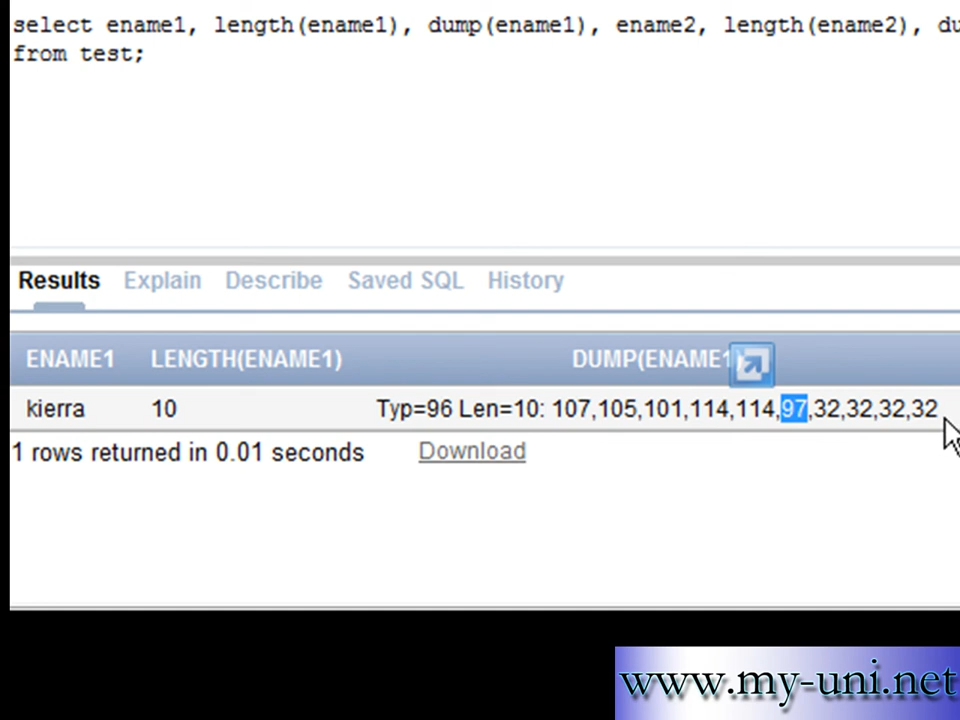 select ename1, length(ename1), dump(ename1), ename2, length(ename2), du
from test;
Results Explain Describe Saved SQL History
ENAME1 LENGTH(ENAME1) DUMP(ENAME1
kierra 10 Typ=96 Len=10: 107,105,101,114,114,97,32,32,32,32
1 rows returned in 0.01 seconds Download
www.my-uni.net